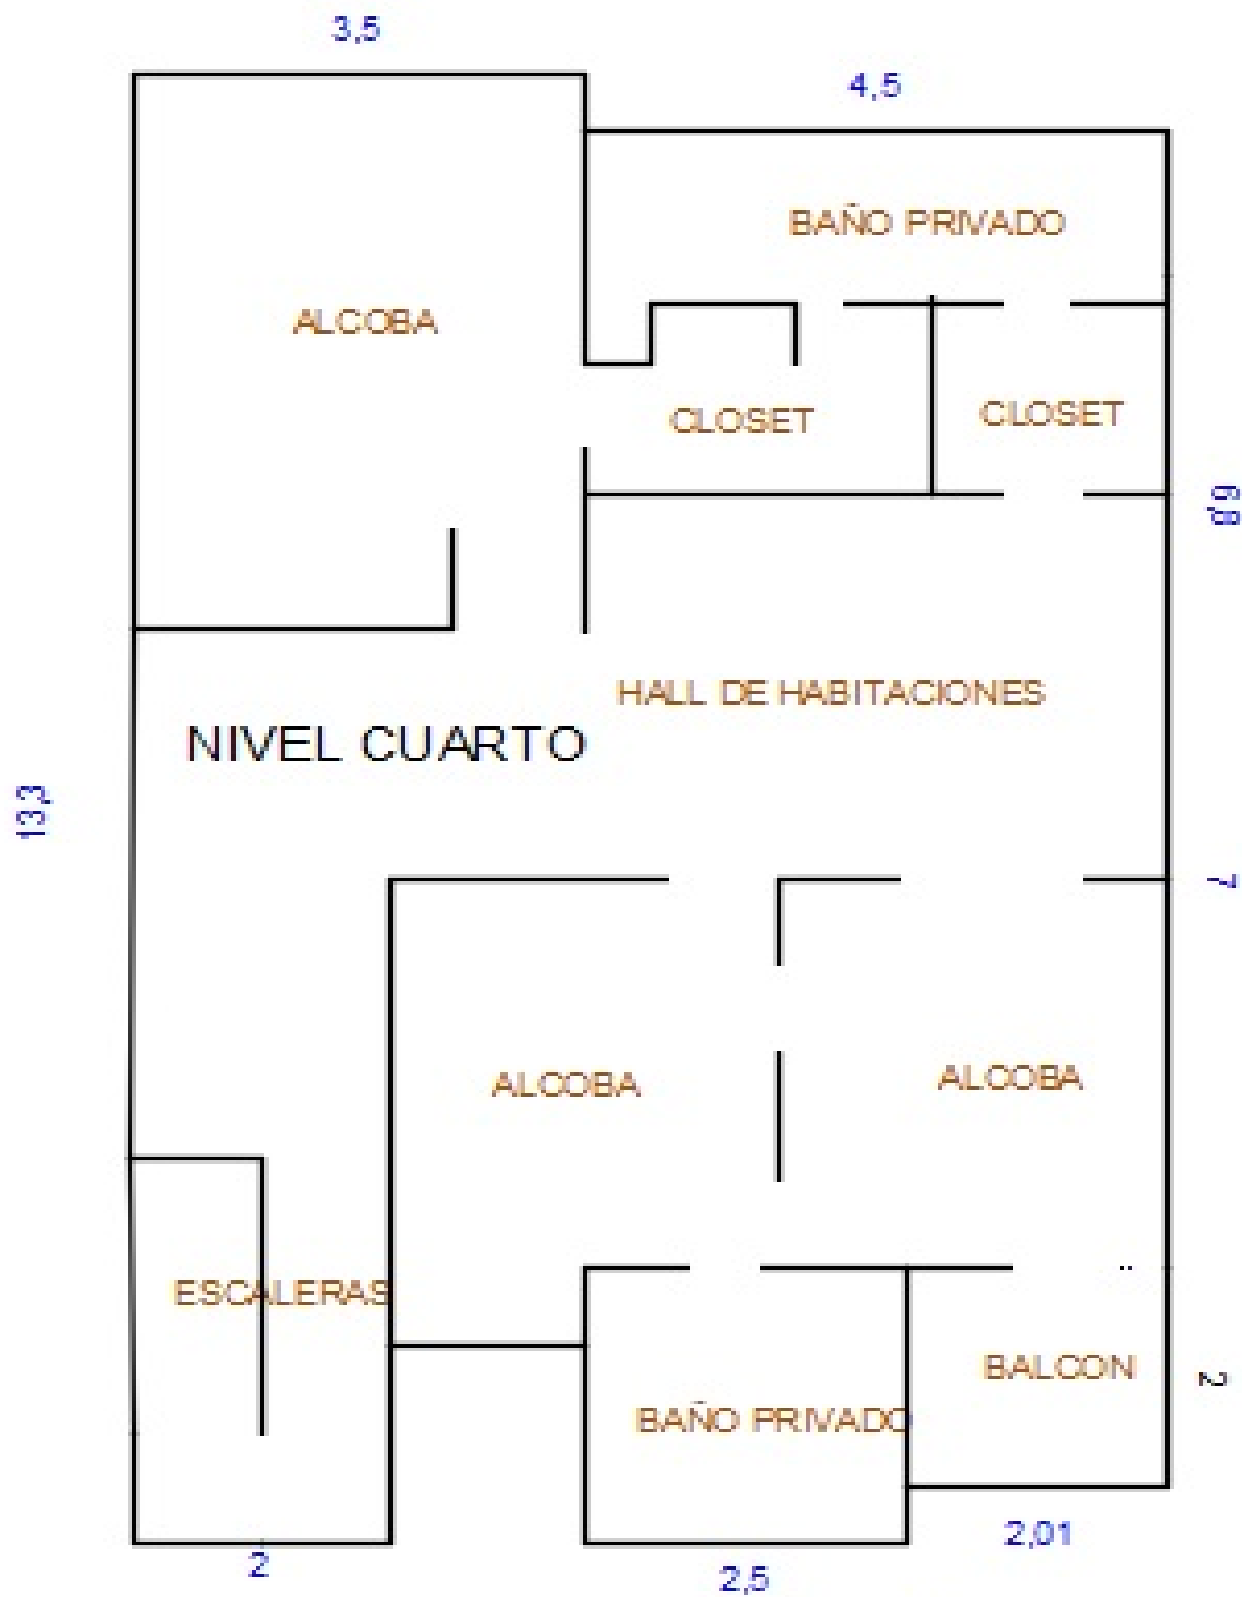 3,5
4,5
BAÑO PRIVADO
ALCOBA
CLOSET
CLOSET
6,8
HALL DE HABITACIONES
NIVEL CUARTO
13,3
7
ALCOBA
ALCOBA
ESCALERAS
BALCON
2
BAÑO PRIVADO
2,01
2
2,5